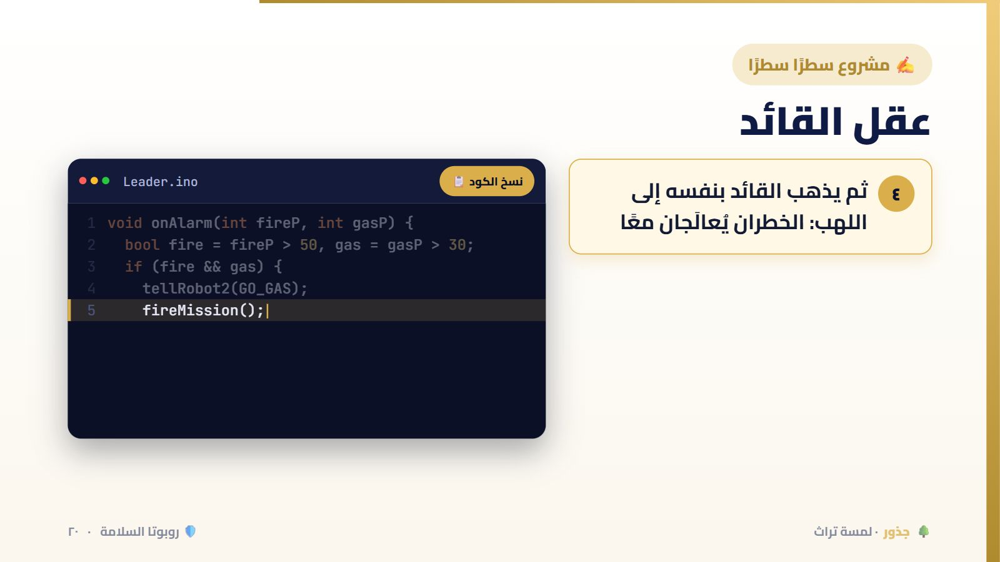 ✍️ مشروع سطرًا سطرًا
عقل القائد
٤
ثم يذهب القائد بنفسه إلى
اللهب: الخطران يُعالَجان معًا
Leader.ino
نسخ الكود 📋
1 void onAlarm(int fireP, int gasP) {
2   bool fire = fireP > 50, gas = gasP > 30;
3   if (fire && gas) {
4     tellRobot2(GO_GAS);
5     fireMission();
🌳 جذور · لمسة تراث
🛡️ روبوتا السلامة · ٢٠